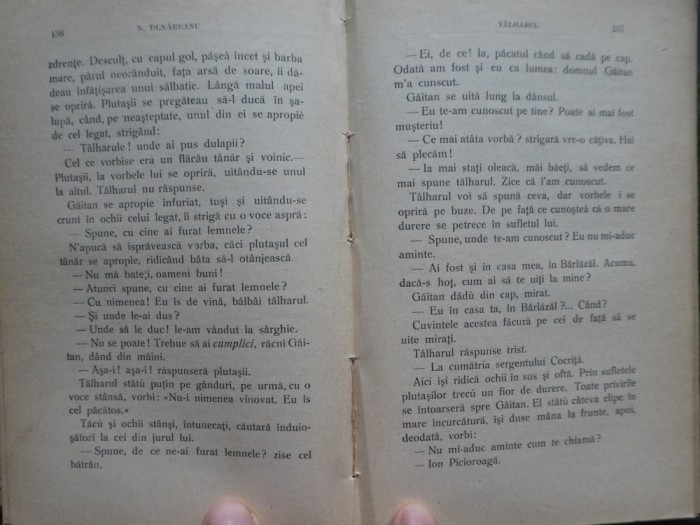 136 N. DUNĂREANU
zdrențe. Desculț, cu capul gol, pășea încet și barba
mare, părul neorânduit, fața arsă de soare, îi dă-
deau înfățișarea unui sălbatic. Lângă malul apei
se opriră. Plutașii se pregăteau să-l ducă în șa-
lupă, când, pe neașteptate, unul din ei se apropie
de cel legat, strigând:
— Tâlharule! unde ai pus dulapii?
Cel ce vorbise era un flăcău tânăr și voinic.—
Plutașii, la vorbele lui se opriră, uitându-se unul
la altul. Tâlharul nu răspunse.
Găitan se apropie infuriat, tuși și uitându-se
crunt în ochii celui legat, îi strigă cu o voce aspră:
— Spune, cu cine ai furat lemnele?
N'apucă să isprăvească vorba, căci plutașul cel
tânăr se apropie, ridicând bâta să-l otânjească.
— Nu mă bateți, oameni buni!
— Atunci spune, cu cine ai furat lemnele?
— Cu nimenea! Eu îs de vină, bâlbâi tâlharul.
— Și unde le-ai dus?
— Unde să le duc! le-am vândut la sârghie.
— Nu se poate! Trebue să ai cumplici, răcni Găi-
tan, dând din mâini.
— Așa-i! așa-i! răspunseră plutașii.
Tâlharul stătù puțin pe gânduri, pe urmă, cu o
voce stânsă, vorbi: «Nu-i nimenea vinovat. Eu îs
cel păcătos.»
Tăcù și ochii stânși, întunecați, căutară înduio-
șători la cei din jurul lui.
— Spune, de ce ne-ai furat lemnele? zise cel
bătrân.
TÂLHARUL 137
— Ei, de ce! Ia, păcatul când să cadă pe cap.
Odată am fost și eu ca lumea: domnul Găitan
m'a cunscut.
Găitan se uită lung la dânsul.
— Eu te-am cunoscut pe tine? Poate ai mai fost
mușteriu!
— Ce mai atâta vorbă? strigară vre-o câțiva. Hai
să plecăm!
— Ia mai stați oleacă, măi băeți, să vedem ce
mai spune tâlharul. Zice că l'am cunoscut.
Tâlharul voi să spună ceva, dar vorbele i se
opriră pe buze. De pe față ce cunoștea că o mare
durere se petrece în sufletul lui.
— Spune, unde te-am cunoscut? Eu nu mi-aduc
aminte.
— Ai fost și în casa mea, în Bârlăzăl. Acuma,
dacă-s hoț, cum ai să te uiți la mine?
Găitan dădù din cap, mirat.
— Eu în casa ta, în Bârlăzăl?... Când?
Cuvintele acestea făcură pe cei de față să se
uite mirați.
Tâlharul răspunse trist.
— La cumătria sergentului Cocriță.
Aici își ridică ochii în sus și oftă. Prin sufletele
plutașilor trecù un fior de durere. Toate privirile
se întoarseră spre Găitan. El stătù câteva clipe în
mare încurcătură, își duse mâna la frunte, apoi,
deodată, vorbi:
— Nu mi-aduc aminte cum te chiamă?
— Ion Picioroagă.